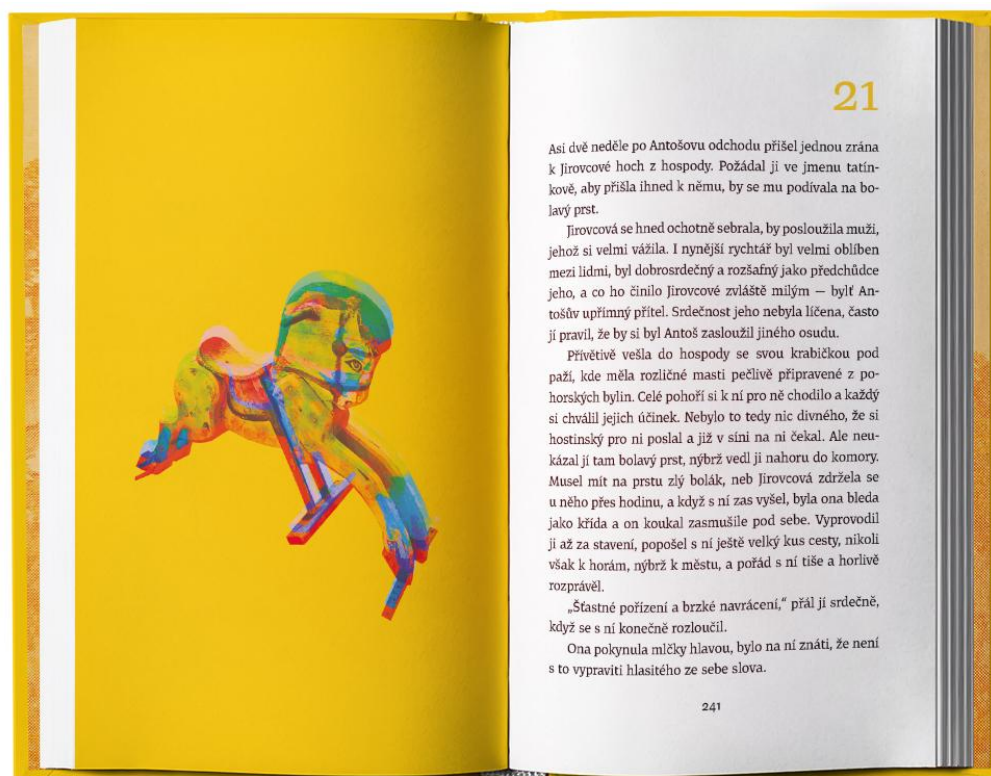 21
Asi dvě neděle po Antošovu odchodu přišel jednou zrána
k Jirovcové hoch z hospody. Požádal ji ve jmenu tatín-
kově, aby přišla ihned k němu, by se mu podívala na bo-
lavý prst.
Jirovcová se hned ochotně sebrala, by posloužila muži,
jehož si velmi vážila. I nynější rychtář byl velmi oblíben
mezi lidmi, byl dobrosrdečný a rozšafný jako předchůdce
jeho, a co ho činilo Jirovcové zvláště milým — bylť An-
tošův upřímný přítel. Srdečnost jeho nebyla líčena, často
jí pravil, že by si byl Antoš zasloužil jiného osudu.
Přívětivě vešla do hospody se svou krabičkou pod
paží, kde měla rozličné masti pečlivě připravené z po-
horských bylin. Celé pohoří si k ní pro ně chodilo a každý
si chválil jejich účinek. Nebylo to tedy nic divného, že si
hostinský pro ni poslal a již v síni na ni čekal. Ale neu-
kázal jí tam bolavý prst, nýbrž vedl ji nahoru do komory.
Musel mít na prstu zlý bolák, neb Jirovcová zdržela se
u něho přes hodinu, a když s ní zas vyšel, byla ona bleda
jako křída a on koukal zasmušile pod sebe. Vyprovodil
ji až za stavení, popošel s ní ještě velký kus cesty, nikoli
však k horám, nýbrž k městu, a pořád s ní tiše a horlivě
rozprávěl.
„Šťastné pořízení a brzké navrácení,“ přál jí srdečně,
když se s ní konečně rozloučil.
Ona pokynula mlčky hlavou, bylo na ní znáti, že není
s to vypraviti hlasitého ze sebe slova.
241